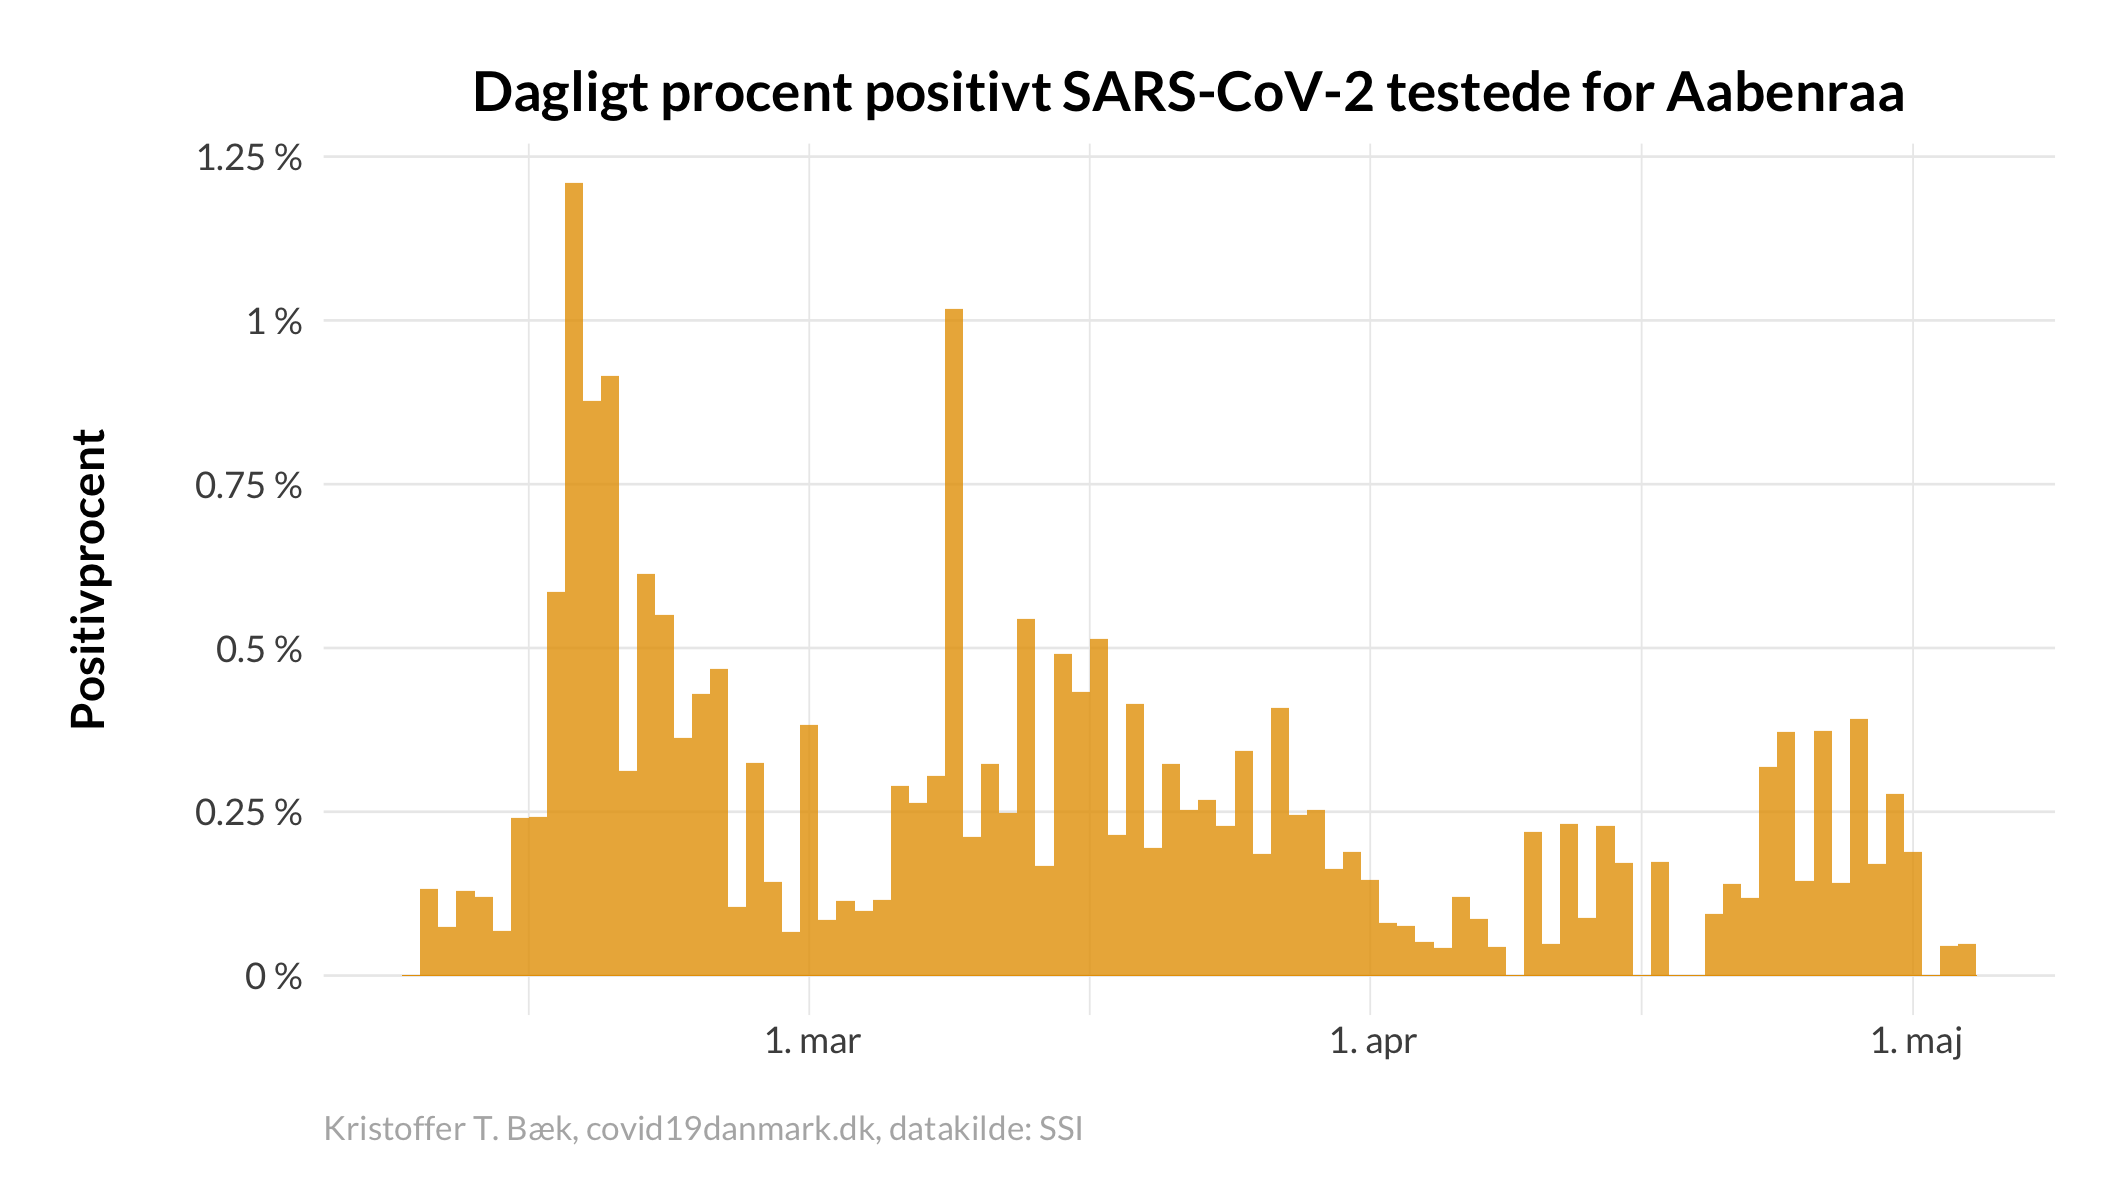 Dagligt procent positivt SARS-CoV-2 testede for Aabenraa
Positivprocent
1.25 %
1 %
0.75 %
0.5 %
0.25 %
0 %
1. mar
1. apr
1. maj
Kristoffer T. Bæk, covid19danmark.dk, datakilde: SSI